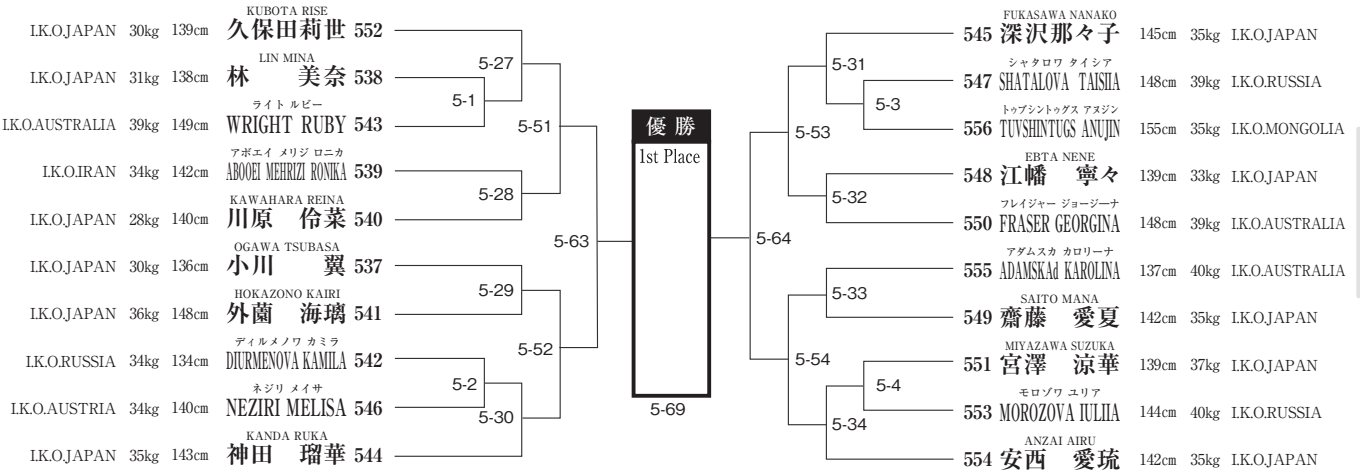 KUBOTA RISE
I.K.O.JAPAN 30kg 139cm 久保田莉世 552
LIN MINA
I.K.O.JAPAN 31kg 138cm 林 美奈 538
ライト ルビー
I.K.O.AUSTRALIA 39kg 149cm WRIGHT RUBY 543
アボエイ メリジ ロニカ
I.K.O.IRAN 34kg 142cm ABOOEI MEHRIZI RONIKA 539
KAWAHARA REINA
I.K.O.JAPAN 28kg 140cm 川原 伶菜 540
OGAWA TSUBASA
I.K.O.JAPAN 30kg 136cm 小川 翼 537
HOKAZONO KAIRI
I.K.O.JAPAN 36kg 148cm 外薗 海璃 541
ディルメノワ カミラ
I.K.O.RUSSIA 34kg 134cm DIURMENOVA KAMILA 542
ネジリ メイサ
I.K.O.AUSTRIA 34kg 140cm NEZIRI MELISA 546
KANDA RUKA
I.K.O.JAPAN 35kg 143cm 神田 瑠華 544
5-27
5-1
5-51
5-28
5-63
5-29
5-52
5-2
5-30
優勝
1st Place
5-69
5-31
5-3
5-53
5-32
5-64
5-33
5-54
5-4
5-34
FUKASAWA NANAKO
545 深沢那々子 145cm 35kg I.K.O.JAPAN
シャタロワ タイシア
547 SHATALOVA TAISIIA 148cm 39kg I.K.O.RUSSIA
トゥブシントゥグス アヌジン
556 TUVSHINTUGS ANUJIN 155cm 35kg I.K.O.MONGOLIA
EBTA NENE
548 江幡 寧々 139cm 33kg I.K.O.JAPAN
フレイジャー ジョージーナ
550 FRASER GEORGINA 148cm 39kg I.K.O.AUSTRALIA
アダムスカ カロリーナ
555 ADAMSKAd KAROLINA 137cm 40kg I.K.O.AUSTRALIA
SAITO MANA
549 齋藤 愛夏 142cm 35kg I.K.O.JAPAN
MIYAZAWA SUZUKA
551 宮澤 涼華 139cm 37kg I.K.O.JAPAN
モロゾワ ユリア
553 MOROZOVA IULIIA 144cm 40kg I.K.O.RUSSIA
ANZAI AIRU
554 安西 愛琉 142cm 35kg I.K.O.JAPAN